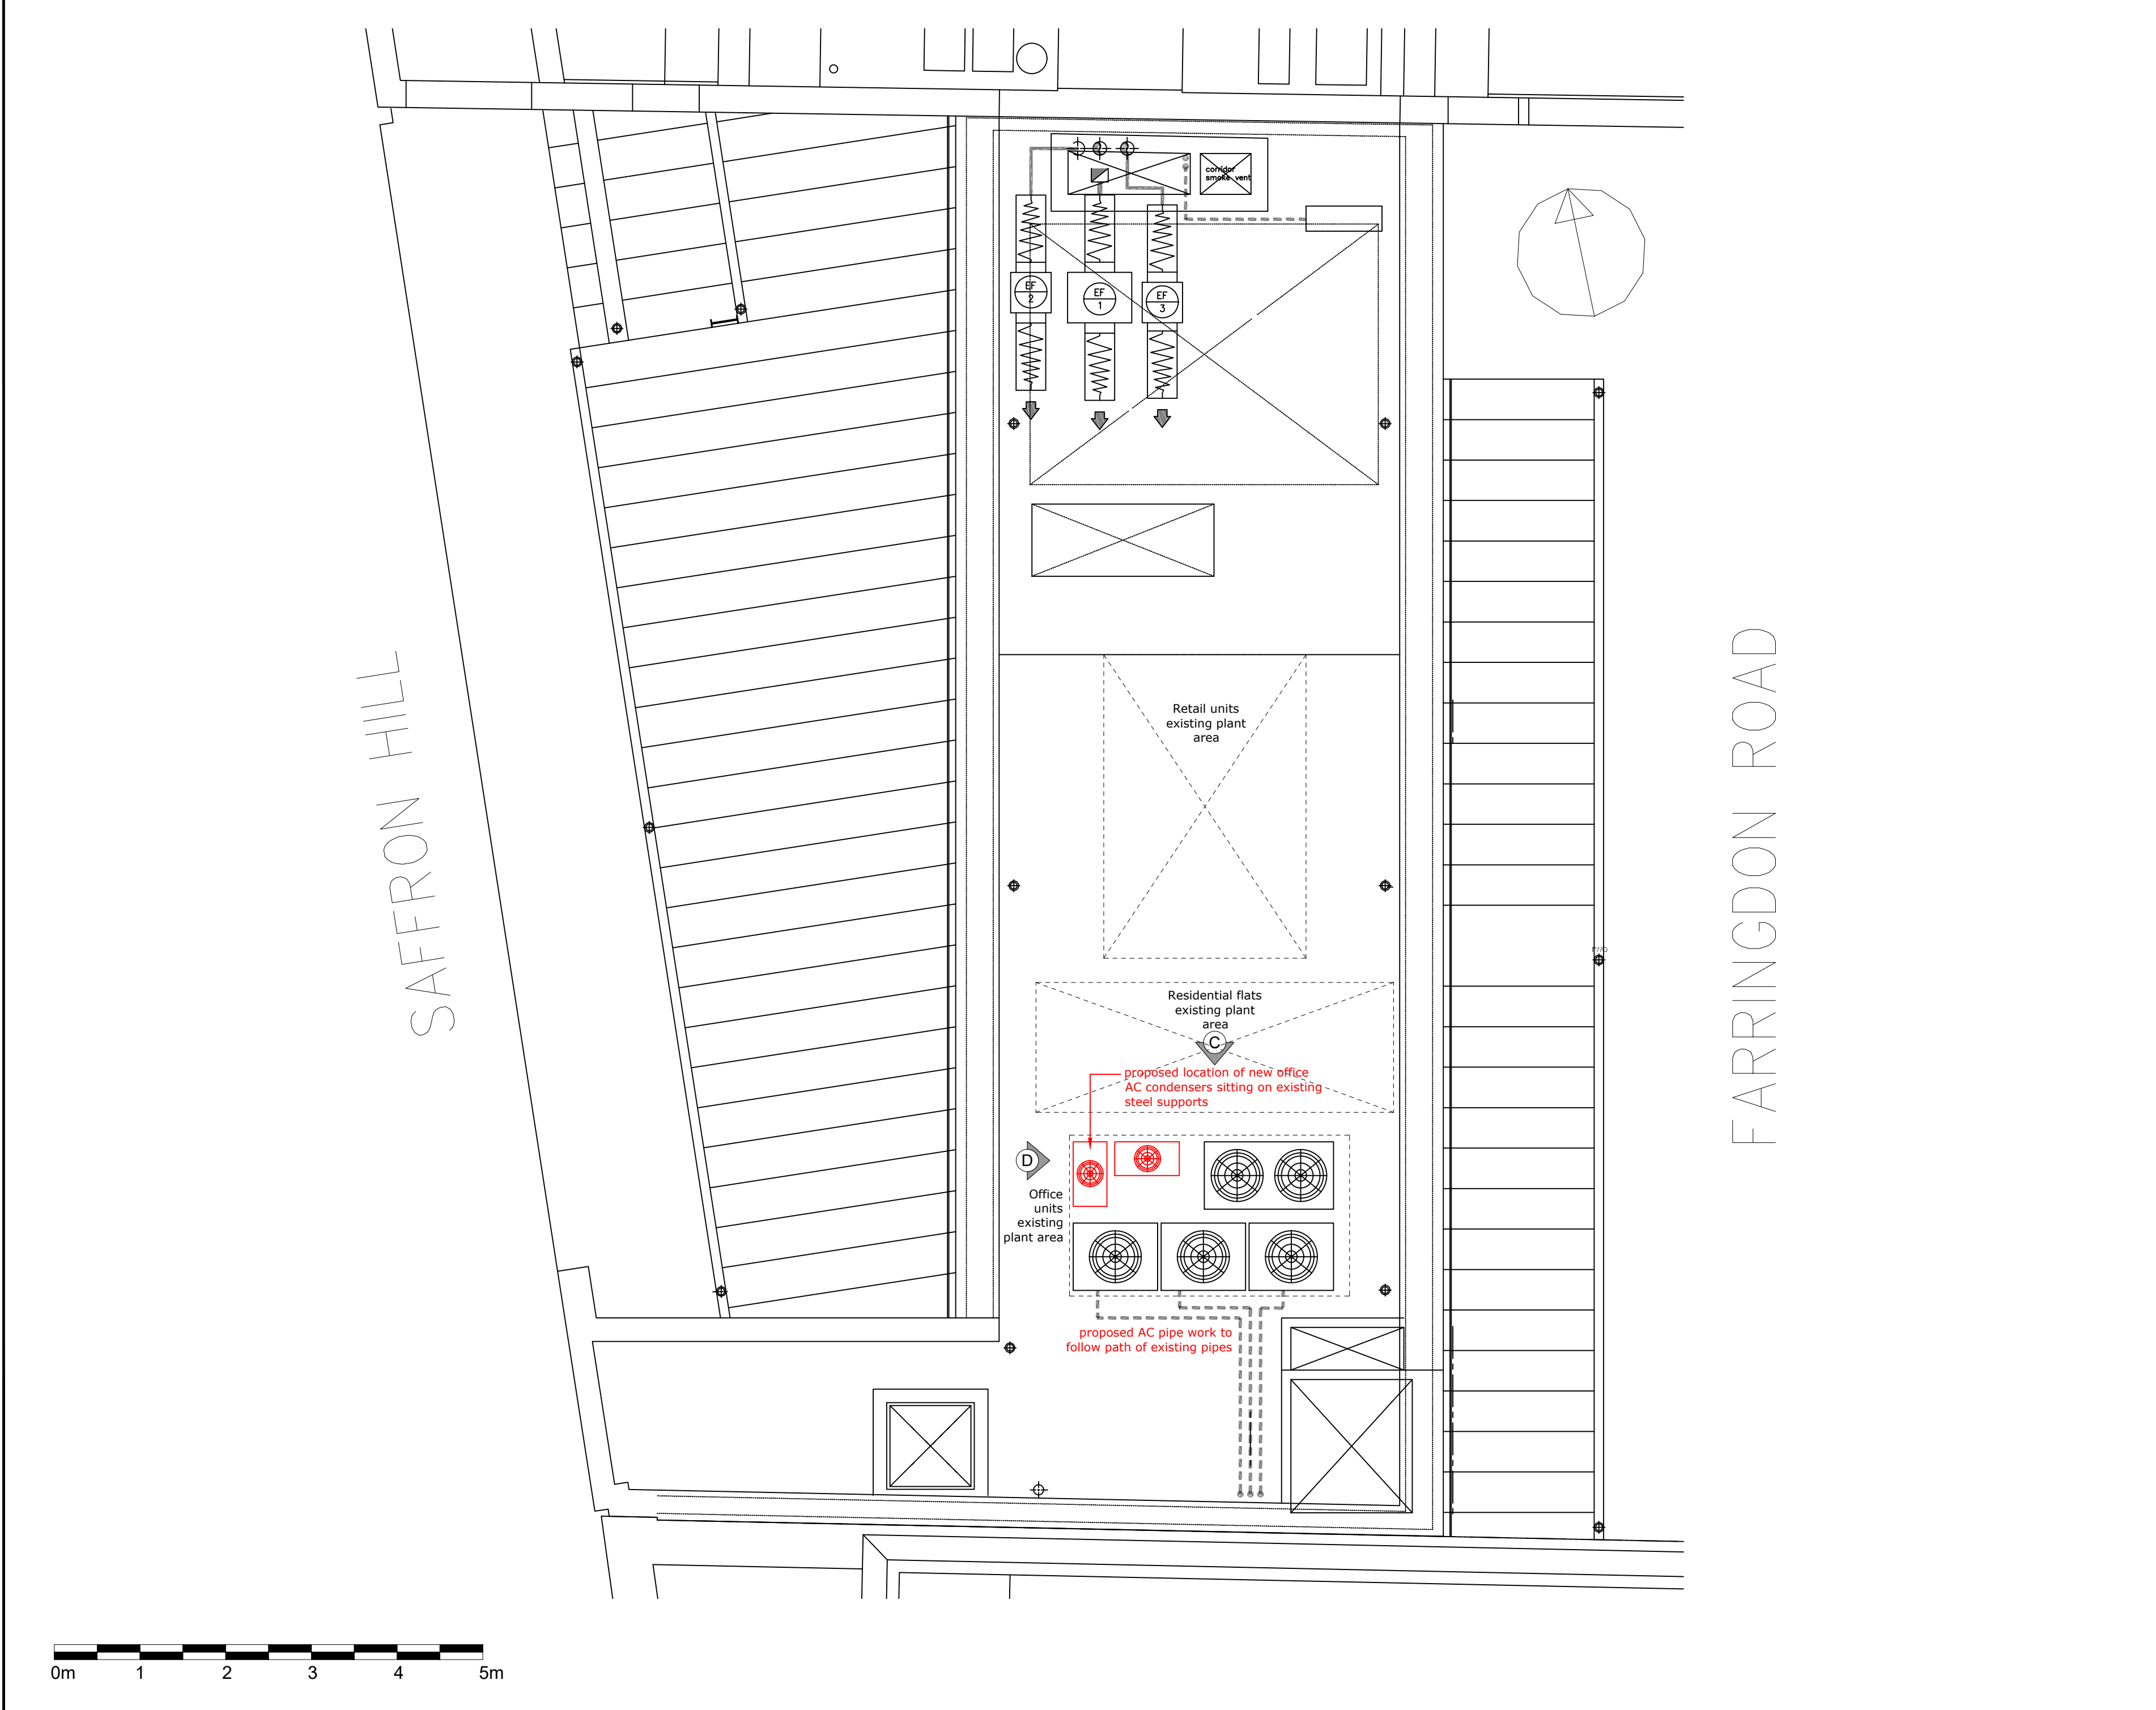 corridor
smoke vent
EF
2
EF
1
EF
3
SAFFRON HILL
FARRINGDON ROAD
Retail units
existing plant
area
RWO
Residential flats
existing plant
area
C
proposed location of new office
AC condensers sitting on existing
steel supports
D
Office
units
existing
plant area
proposed AC pipe work to
follow path of existing pipes
0m 1 2 3 4 5m